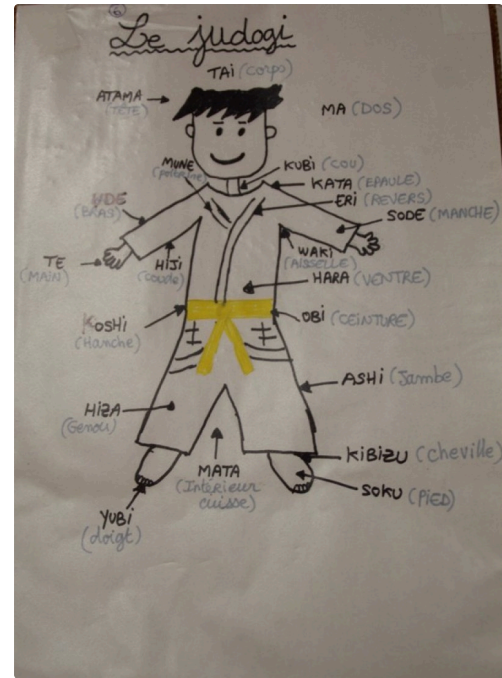 6
Le judogi
TAi (corps)
ATAMA
(TÊTE)
MA (DOS)
MUNE
(poitrine)
KUBi (COU)
KATA (EPAULE)
ERI (REVERS)
UDE
(BRAS)
SODE (MANCHE)
TE
(MAIN)
HiJi
(coude)
WAKi
(AISSELLE)
HARA (VENTRE)
KOSHI
(Hanche)
OBi (CEINTURE)
ASHi (Jambe)
HiZA
(Genou)
KiBiZU (cheville)
MATA
(Intérieur
cuisse)
SOKU (PiED)
YUBi
(doigt)